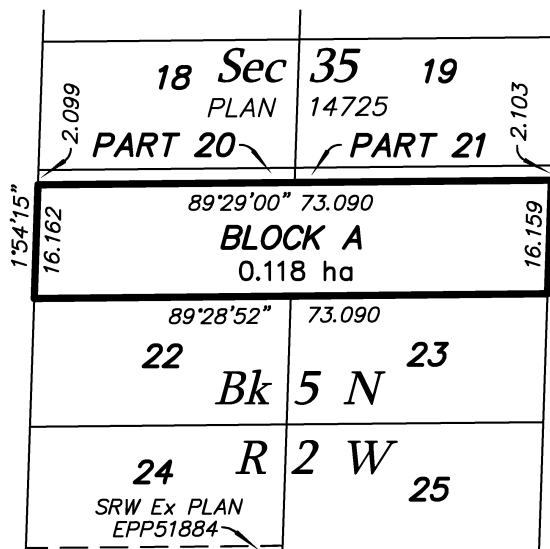 18 Sec 35 19
PLAN 14725
2.099
2.103
PART 20 PART 21
1°54'15"
16.162
89°29'00" 73.090
16.159
BLOCK A
0.118 ha
89°28'52" 73.090
22 23
Bk 5 N
R 2 W
24 25
SRW Ex PLAN
EPP51884